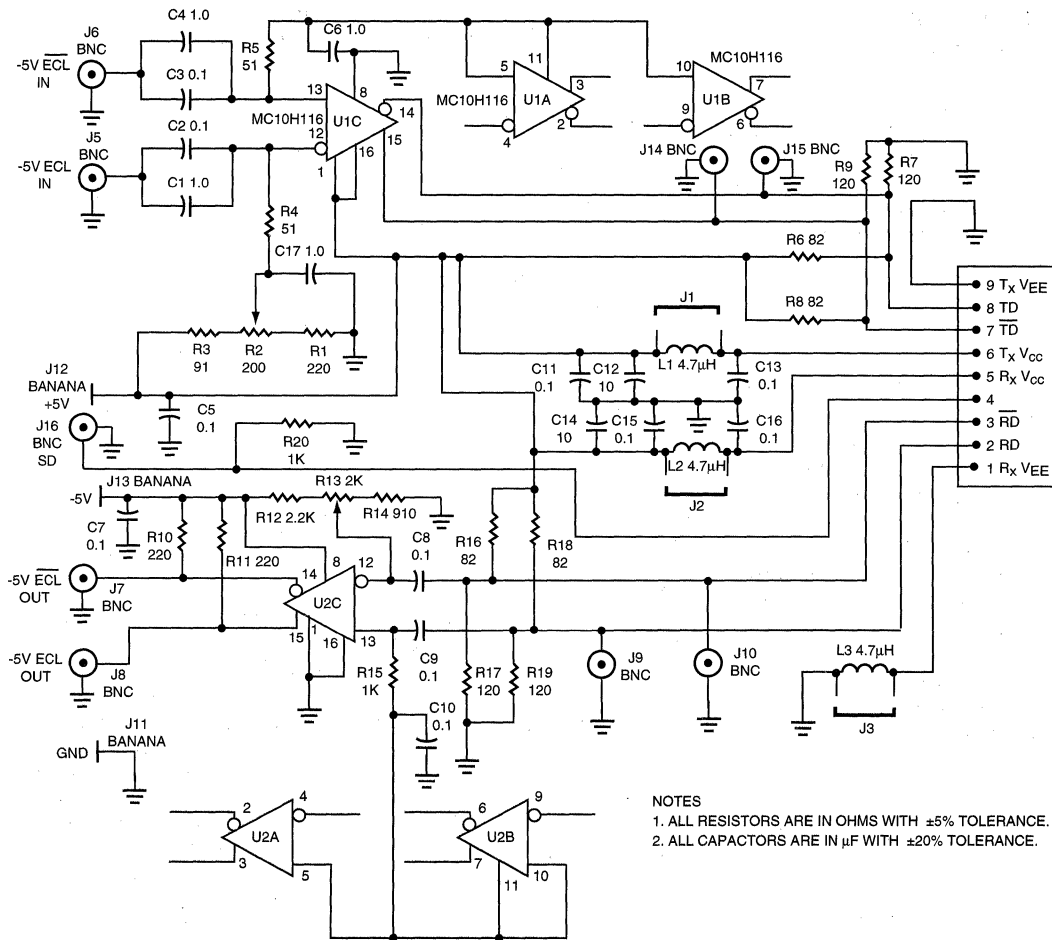 J6
BNC
-5V ECL
IN
C4 1.0
C3 0.1
R5
51
C6 1.0
13
8
14
MC10H116
U1C
12
15
16
1
5
11
3
MC10H116
U1A
4
2
MC10H116
10
7
U1B
9
6
J5
BNC
-5V ECL
IN
C2 0.1
C1 1.0
R4
51
C17 1.0
J14 BNC
J15 BNC
R9
120
R7
120
R6 82
R8 82
R3
91
R2
200
R1
220
J12
BANANA
+5V
C5
0.1
J16
BNC
SD
R20
1K
J1
L1 4.7μH
C11
0.1
C12
10
C13
0.1
C14
10
C15
0.1
C16
0.1
L2 4.7μH
J2
9 TX VEE
8 TD
7 TD
6 TX VCC
5 RX VCC
4
3 RD
2 RD
1 RX VEE
J13 BANANA
-5V
C7
0.1
R10
220
R11 220
R12 2.2K
R13 2K
R14 910
-5V ECL
OUT
J7
BNC
14
8
12
U2C
15
1
16
13
C8
0.1
R16
82
R18
82
-5V ECL
OUT
J8
BNC
R15
1K
C9
0.1
C10
0.1
R17
120
R19
120
J9
BNC
J10
BNC
L3 4.7μH
J3
J11
BANANA
GND
2
4
U2A
3
5
6
9
U2B
7
11
10
NOTES
1. ALL RESISTORS ARE IN OHMS WITH ±5% TOLERANCE.
2. ALL CAPACTORS ARE IN μF WITH ±20% TOLERANCE.